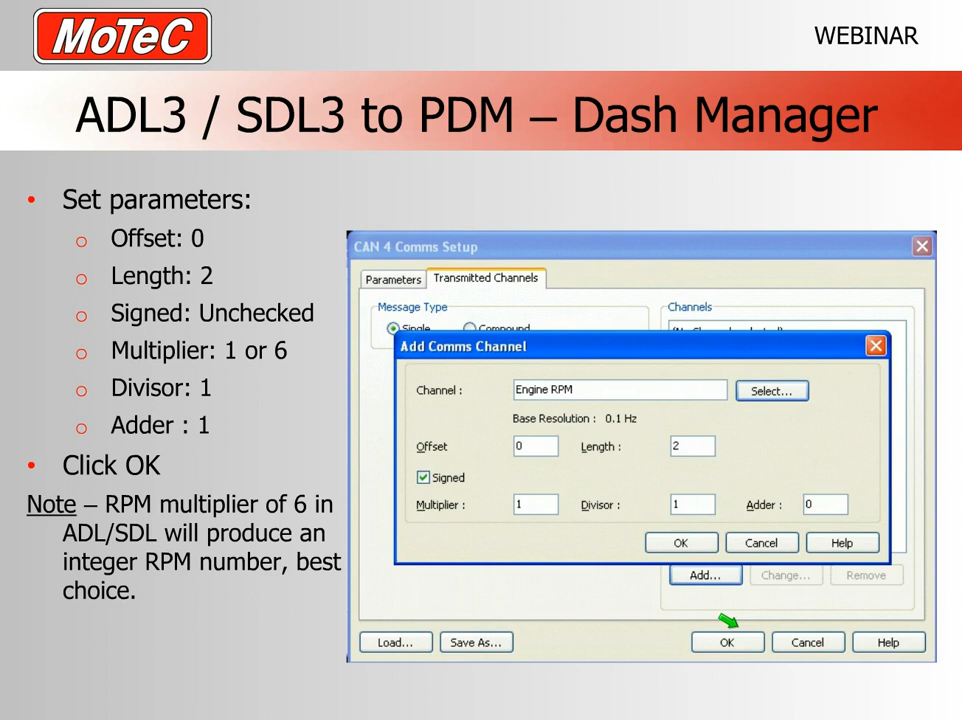 MoTeC
WEBINAR
ADL3 / SDL3 to PDM – Dash Manager
• Set parameters:
o Offset: 0
o Length: 2
o Signed: Unchecked
o Multiplier: 1 or 6
o Divisor: 1
o Adder : 1
• Click OK
Note – RPM multiplier of 6 in
ADL/SDL will produce an
integer RPM number, best
choice.
CAN 4 Comms Setup
Parameters Transmitted Channels
Message Type Channels
Single Compound
Add Comms Channel
Channel : Engine RPM Select...
Base Resolution : 0.1 Hz
Offset 0 Length : 2
Signed
Multiplier : 1 Divisor : 1 Adder : 0
OK Cancel Help
Add... Change... Remove
Load... Save As... OK Cancel Help